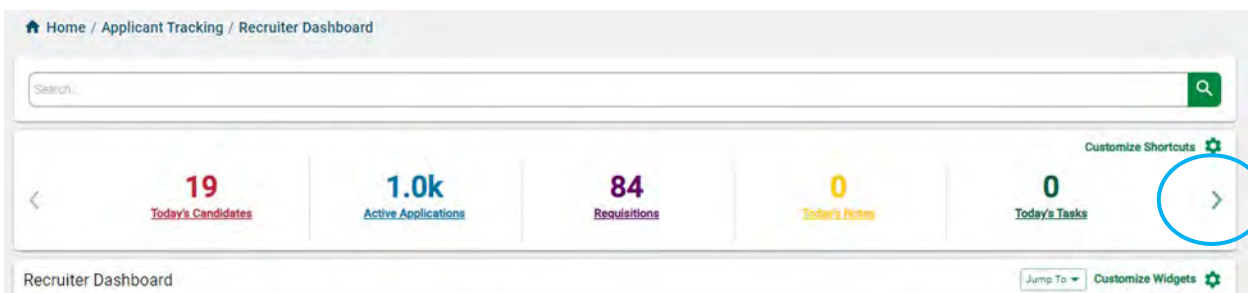 Home / Applicant Tracking / Recruiter Dashboard
Search...
Customize Shortcuts
19 1.0k 84 0 0
Today's Candidates Active Applications Requisitions Today's Notes Today's Tasks
Recruiter Dashboard Jump To Customize Widgets